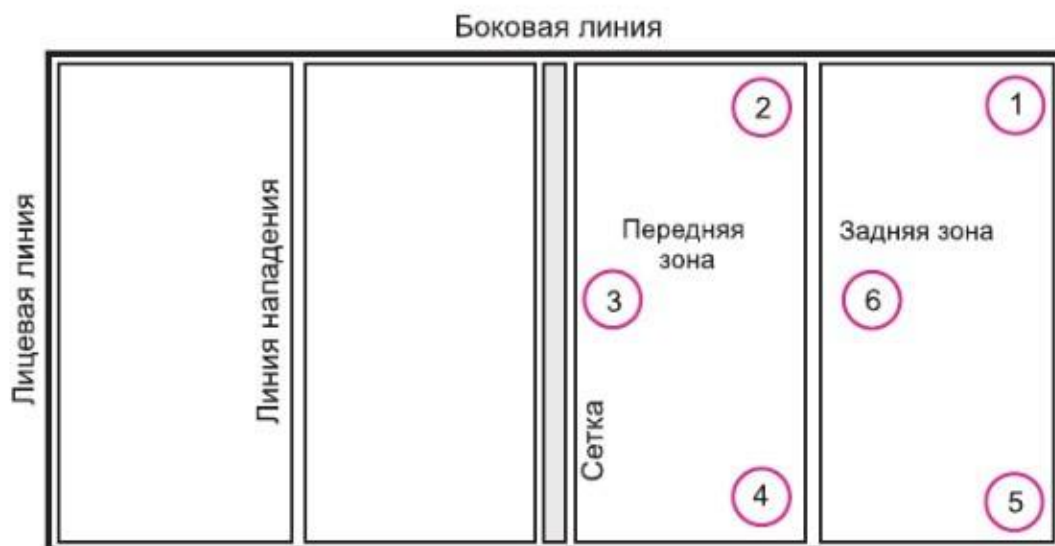 Боковая линия
Лицевая линия
Линия нападения
Сетка
Передняя
зона
Задняя зона
2
1
3
6
4
5